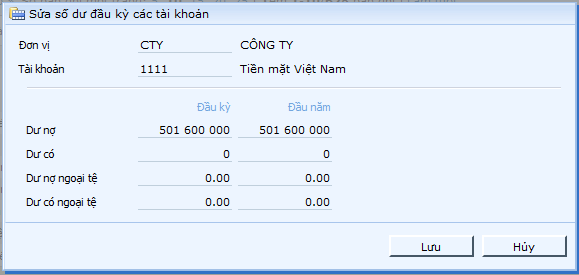 Sửa số dư đầu kỳ các tài khoản
Đơn vị CTY CÔNG TY
Tài khoản 1111 Tiền mặt Việt Nam
Đầu kỳ Đầu năm
Dư nợ 501 600 000 501 600 000
Dư có 0 0
Dư nợ ngoại tệ 0.00 0.00
Dư có ngoại tệ 0.00 0.00
Lưu Hủy